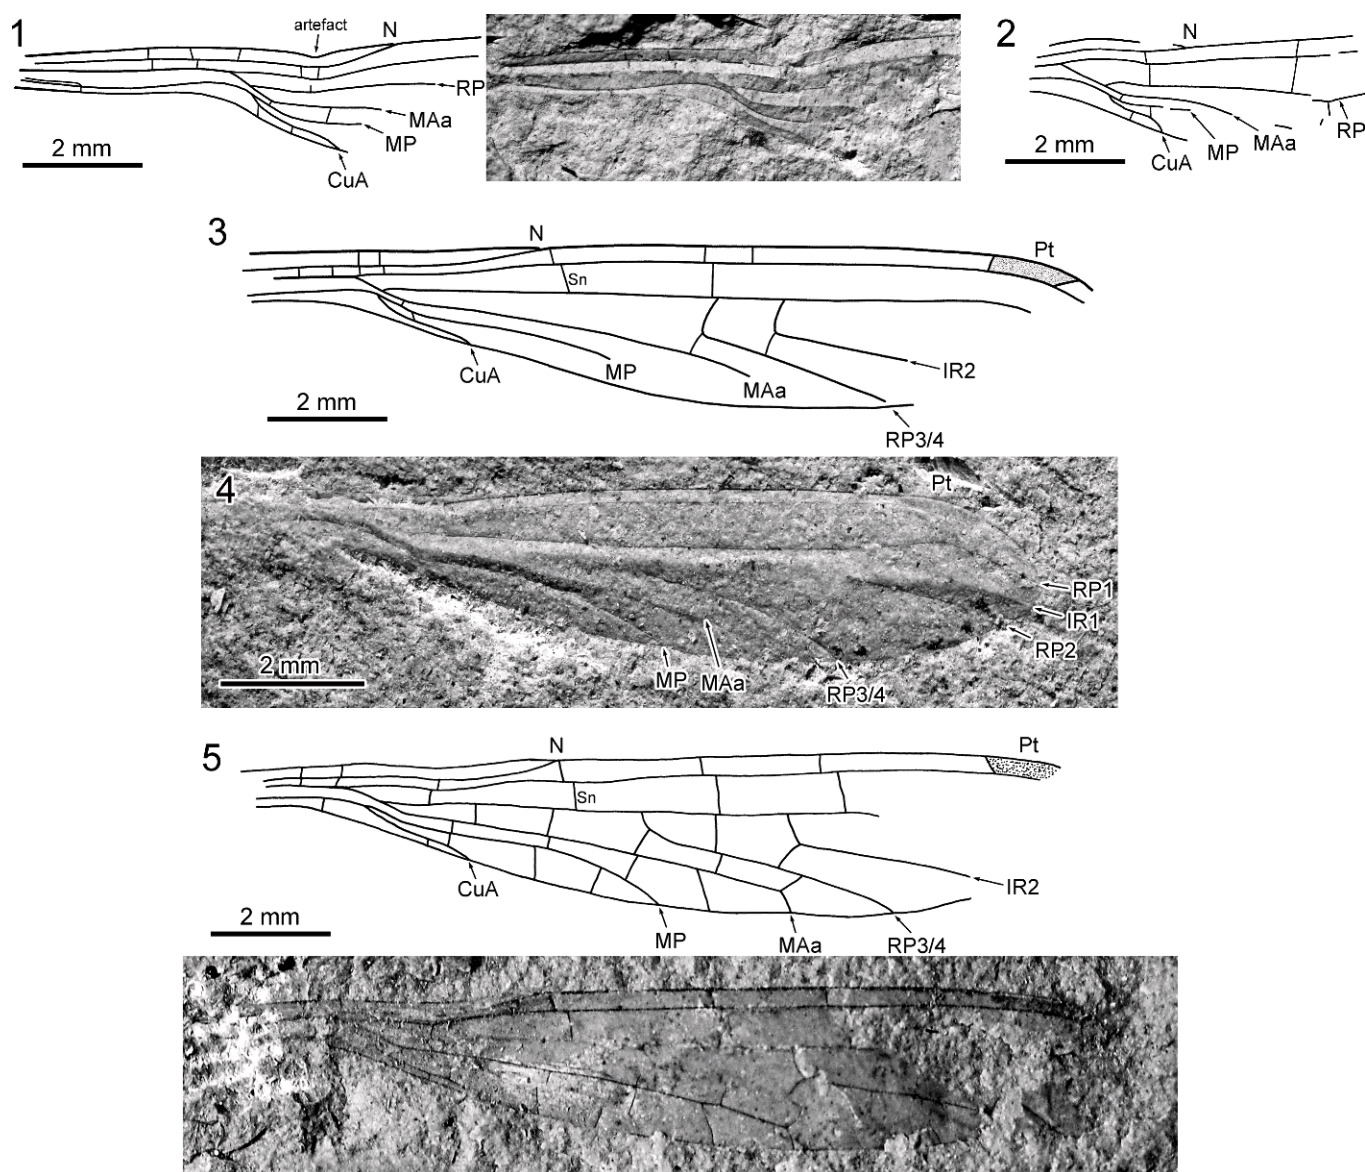 1
artefact
N
RP
MAa
MP
CuA
2 mm
2
N
RP
MAa
MP
CuA
2 mm
3
N
Pt
Sn
IR2
MP
MAa
CuA
RP3/4
2 mm
4
Pt
RP1
IR1
RP2
RP3/4
MAa
MP
2 mm
5
N
Pt
Sn
CuA
IR2
2 mm
MP
MAa
RP3/4